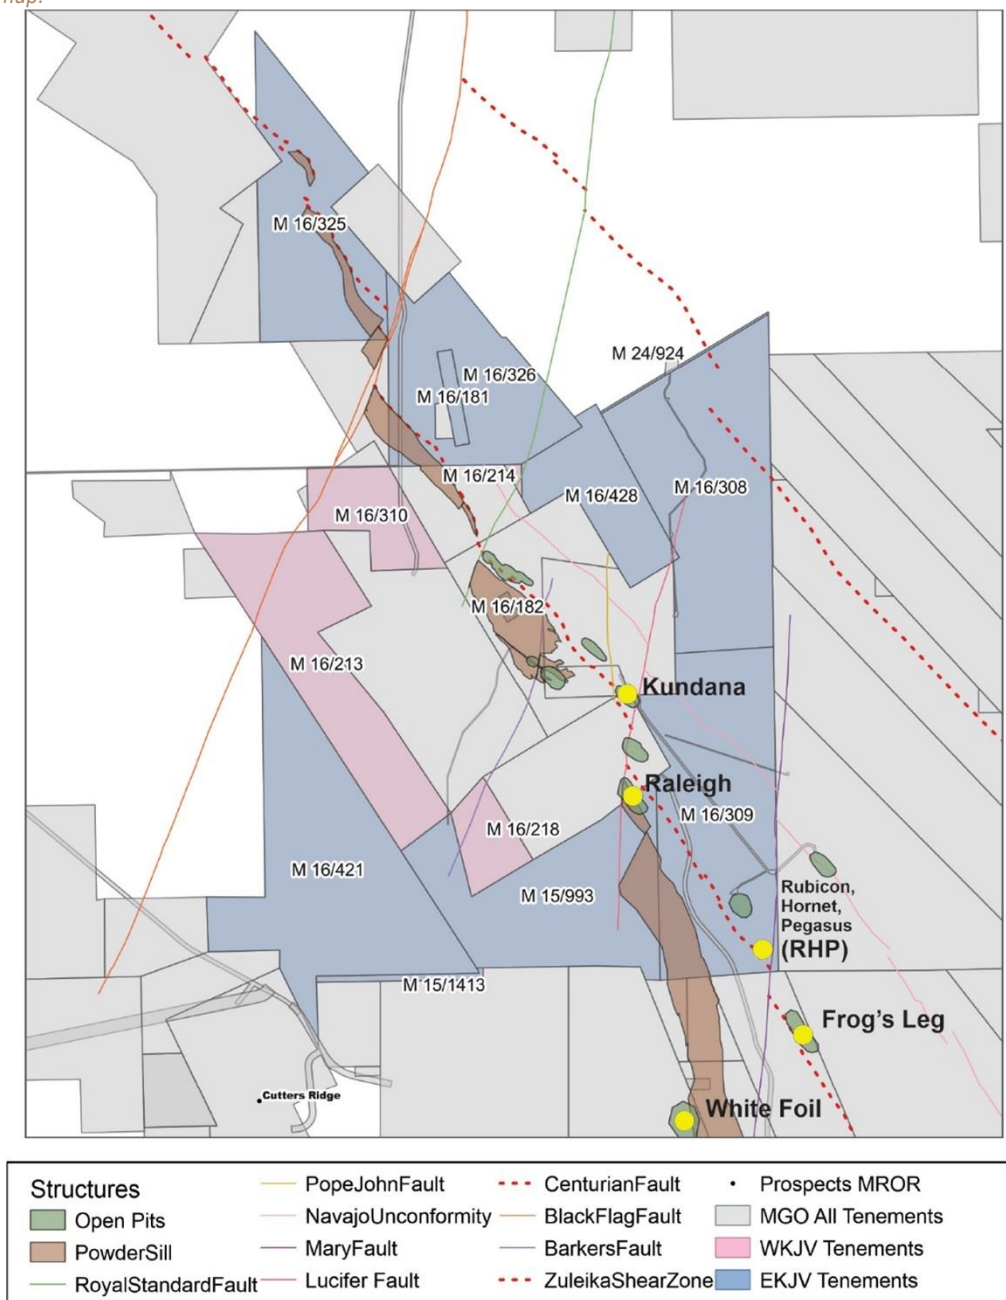 map.
M 16/325
M 24/924
M 16/326
M 16/181
M 16/214
M 16/308
M 16/428
M 16/310
M 16/182
M 16/213
Kundana
Raleigh
M 16/309
M 16/218
M 16/421
Rubicon,
Hornet,
Pegasus
(RHP)
M 15/993
M 15/1413
Frog's Leg
Cutters Ridge
White Foil
Structures
Open Pits
PowderSill
RoyalStandardFault
PopeJohnFault
NavajoUnconformity
MaryFault
Lucifer Fault
CenturianFault
BlackFlagFault
BarkersFault
ZuleikaShearZone
Prospects MROR
MGO All Tenements
WKJV Tenements
EKJV Tenements